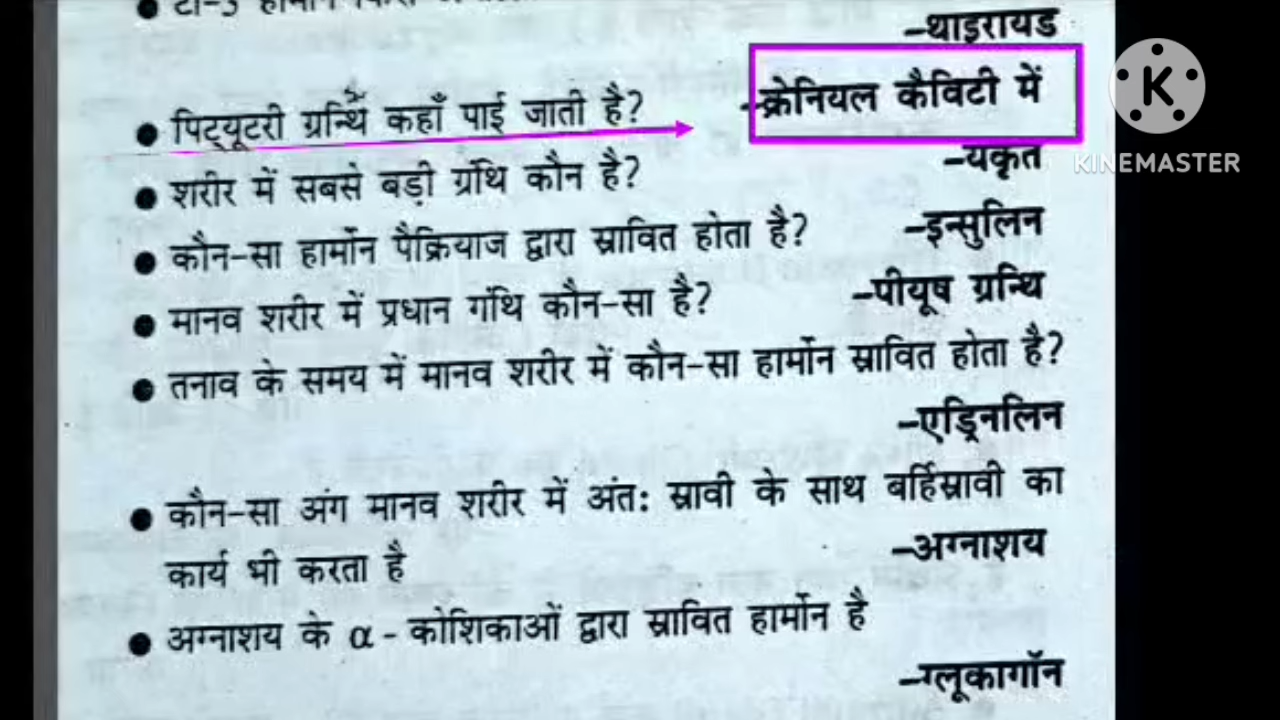 ● टी-3 हार्मोन
–थाइरायड
● पिट्यूटरी ग्रन्थि कहाँ पाई जाती है? –क्रेनियल कैविटी में
● शरीर में सबसे बड़ी ग्रंथि कौन है? –यकृत
● कौन-सा हार्मोन पैंक्रियाज द्वारा स्रावित होता है? –इन्सुलिन
● मानव शरीर में प्रधान गंथि कौन-सा है? –पीयूष ग्रन्थि
● तनाव के समय में मानव शरीर में कौन-सा हार्मोन स्रावित होता है?
–एड्रिनलिन
● कौन-सा अंग मानव शरीर में अंत: स्रावी के साथ बर्हिस्रावी का
कार्य भी करता है –अग्नाशय
● अग्नाशय के α - कोशिकाओं द्वारा स्रावित हार्मोन है
–ग्लूकागॉन
K
KINEMASTER